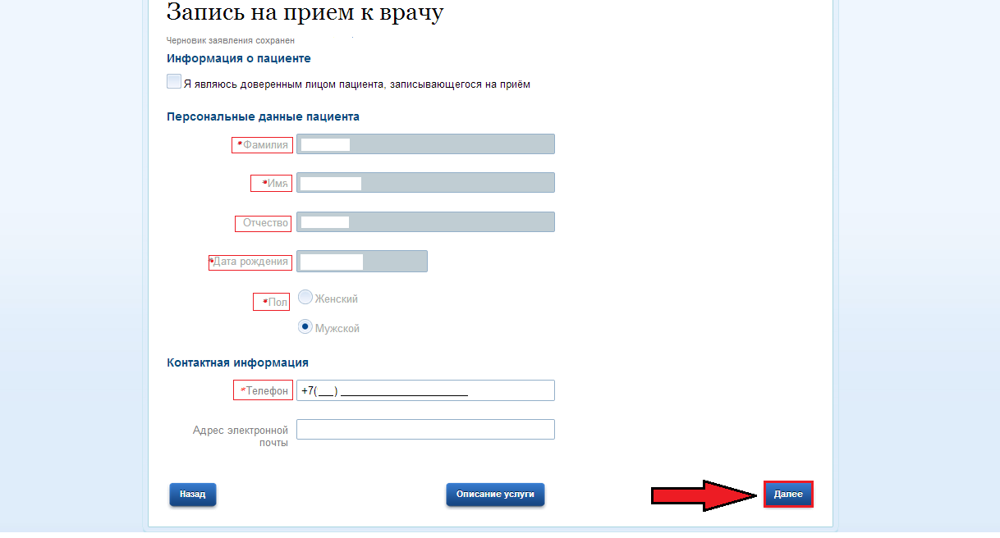 Запись на прием к врачу
Черновик заявления сохранен
Информация о пациенте
Я являюсь доверенным лицом пациента, записывающегося на приём
Персональные данные пациента
*Фамилия
*Имя
Отчество
*Дата рождения
*Пол
Женский
Мужской
Контактная информация
*Телефон +7(___) ____________________
Адрес электронной
почты
Назад Описание услуги Далее